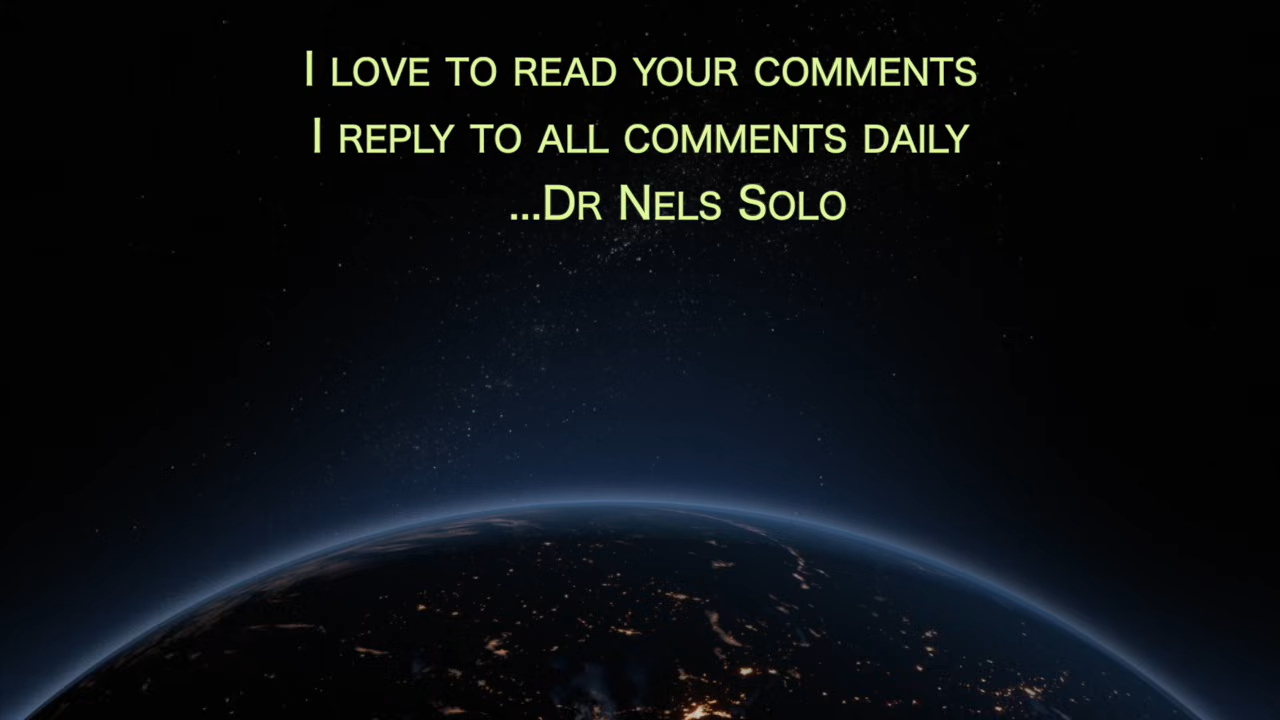 I LOVE TO READ YOUR COMMENTS
I REPLY TO ALL COMMENTS DAILY
...DR NELS SOLO